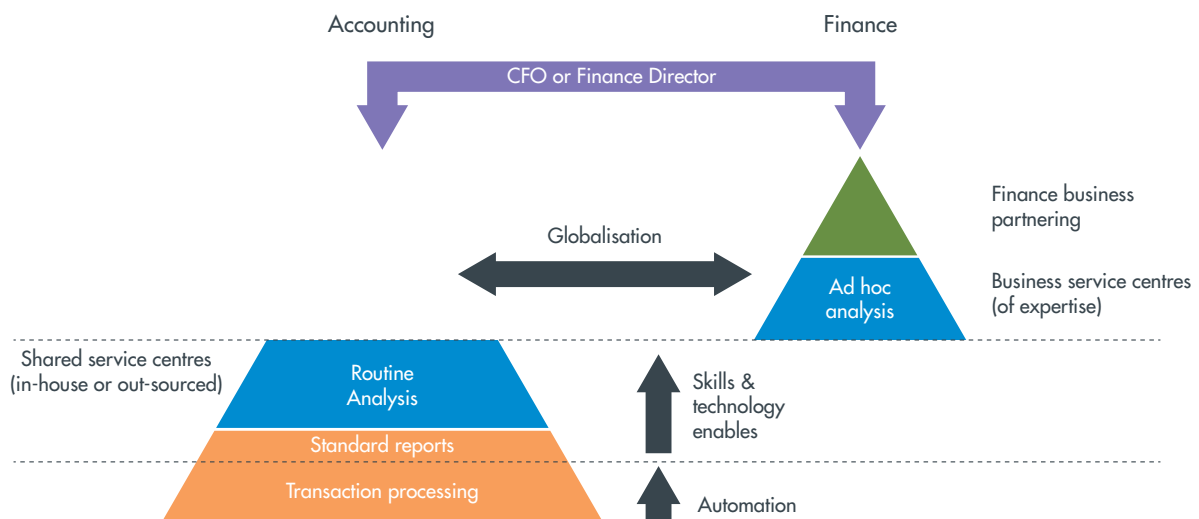 Accounting
Finance
CFO or Finance Director
Finance business
partnering
Globalisation
Ad hoc
analysis
Business service centres
(of expertise)
Shared service centres
(in-house or out-sourced)
Routine
Analysis
Skills &
technology
enables
Standard reports
Transaction processing
Automation